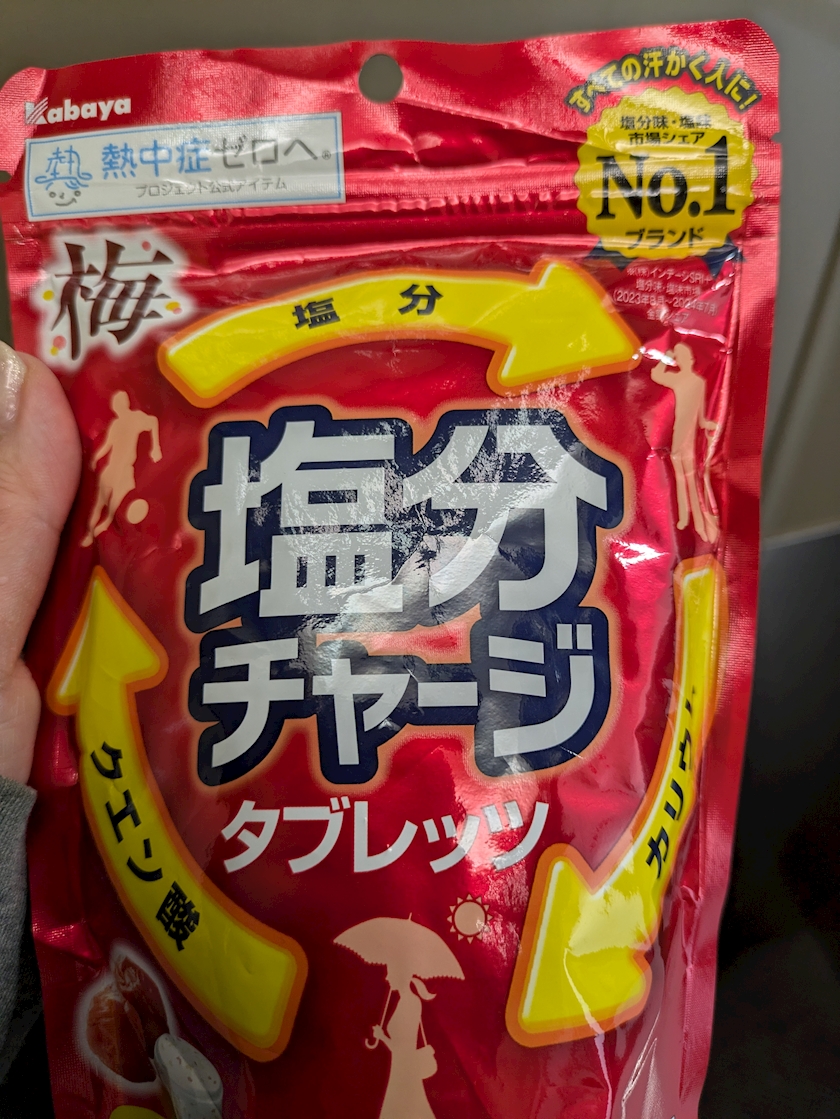 Kabaya
熱中症ゼロへ®
プロジェクト公式アイテム
すべての汗かく人に!
塩分味・塩味
市場シェア
No.1
ブランド
梅
塩分
塩分
チャージ
タブレッツ
カリウム
クエン酸